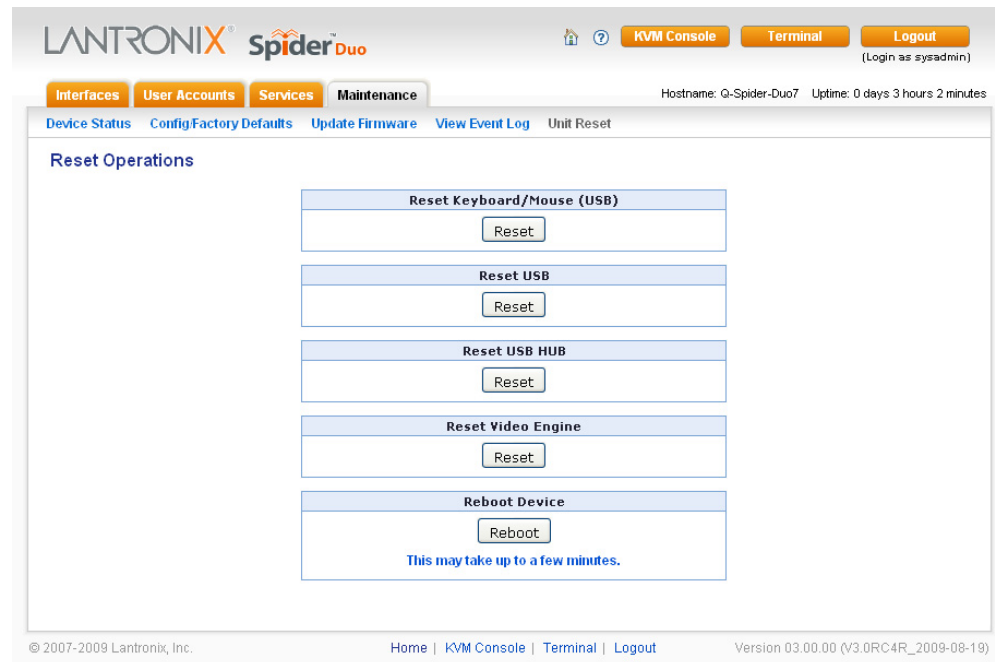 LANTRONIX® Spider™ Duo
KVM Console Terminal Logout
(Login as sysadmin)
Interfaces User Accounts Services Maintenance
Hostname: Q-Spider-Duo7 Uptime: 0 days 3 hours 2 minutes
Device Status Config/Factory Defaults Update Firmware View Event Log Unit Reset
Reset Operations
Reset Keyboard/Mouse (USB)
Reset
Reset USB
Reset
Reset USB HUB
Reset
Reset Video Engine
Reset
Reboot Device
Reboot
This may take up to a few minutes.
© 2007-2009 Lantronix, Inc. Home | KVM Console | Terminal | Logout Version 03.00.00 (V3.0RC4R_2009-08-19)